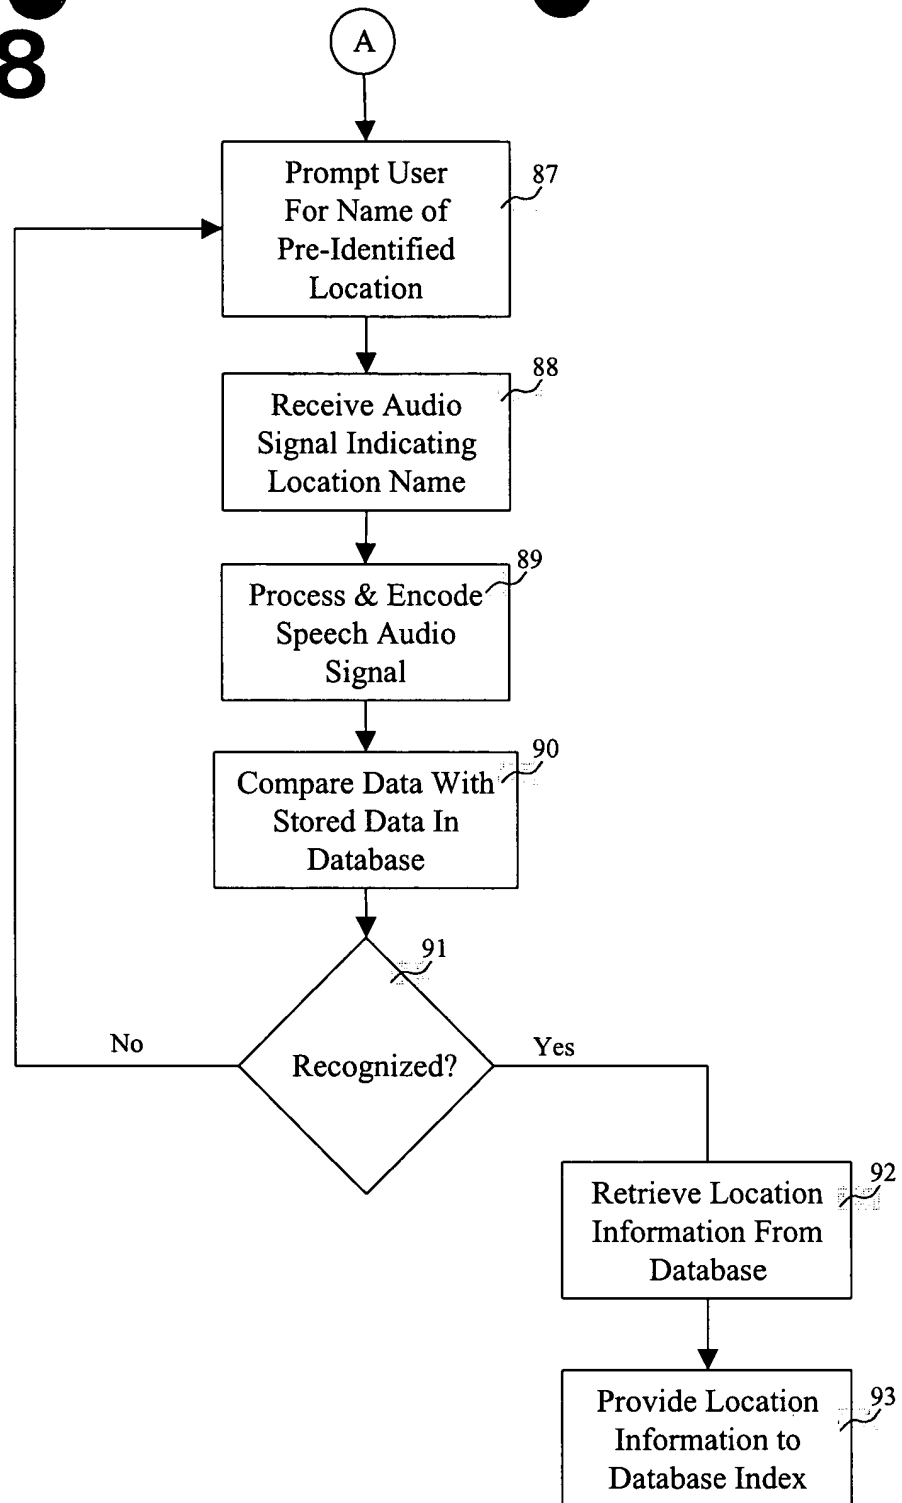 8
A
Prompt User
For Name of
Pre-Identified
Location
87
Receive Audio
Signal Indicating
Location Name
88
Process & Encode
Speech Audio
Signal
89
Compare Data With
Stored Data In
Database
90
91
Recognized?
No
Yes
Retrieve Location
Information From
Database
92
Provide Location
Information to
Database Index
93